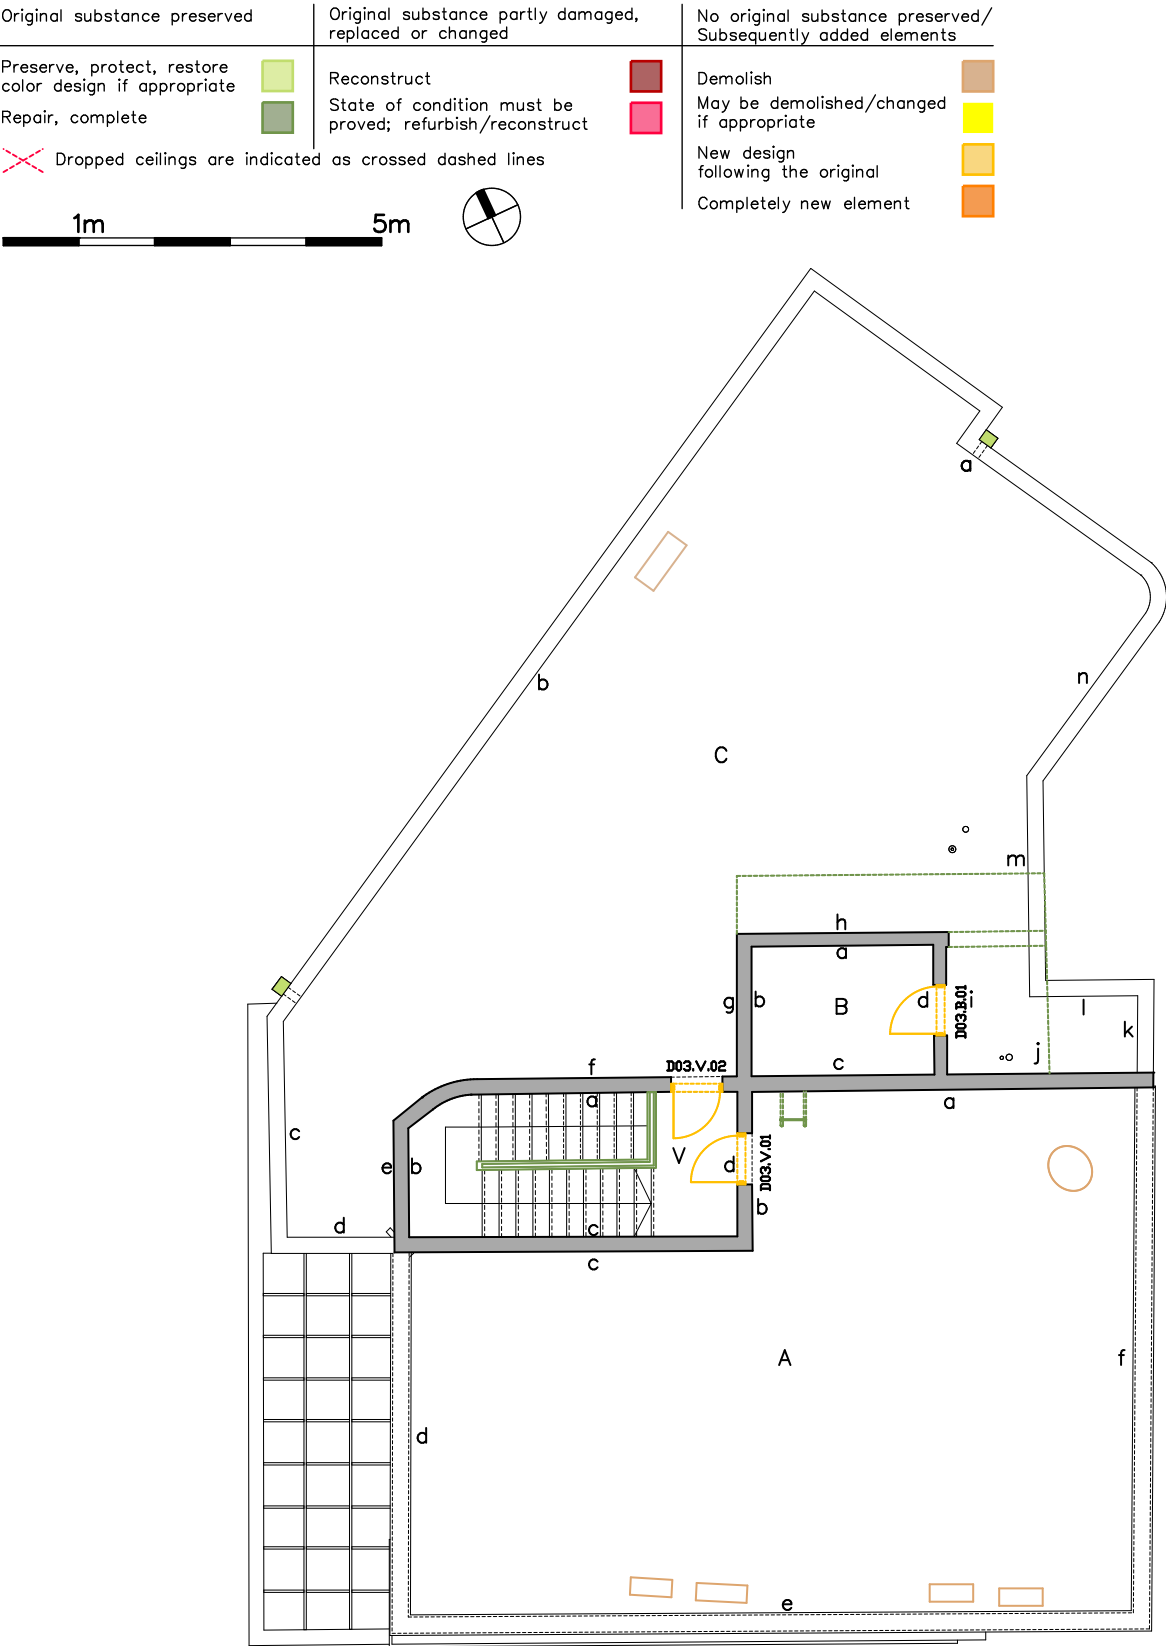 Original substance preserved
Preserve, protect, restore
color design if appropriate
Repair, complete
Original substance partly damaged,
replaced or changed
Reconstruct
State of condition must be
proved; refurbish/reconstruct
No original substance preserved/
Subsequently added elements
Demolish
May be demolished/changed
if appropriate
New design
following the original
Completely new element
Dropped ceilings are indicated as crossed dashed lines
1m
5m
a
b
n
C
m
h
a
g
b
B
d
D03.B.01
i
l
k
j
c
f
D03.V.02
a
a
c
e
b
V
d
D03.V.01
b
d
c
c
A
f
d
e